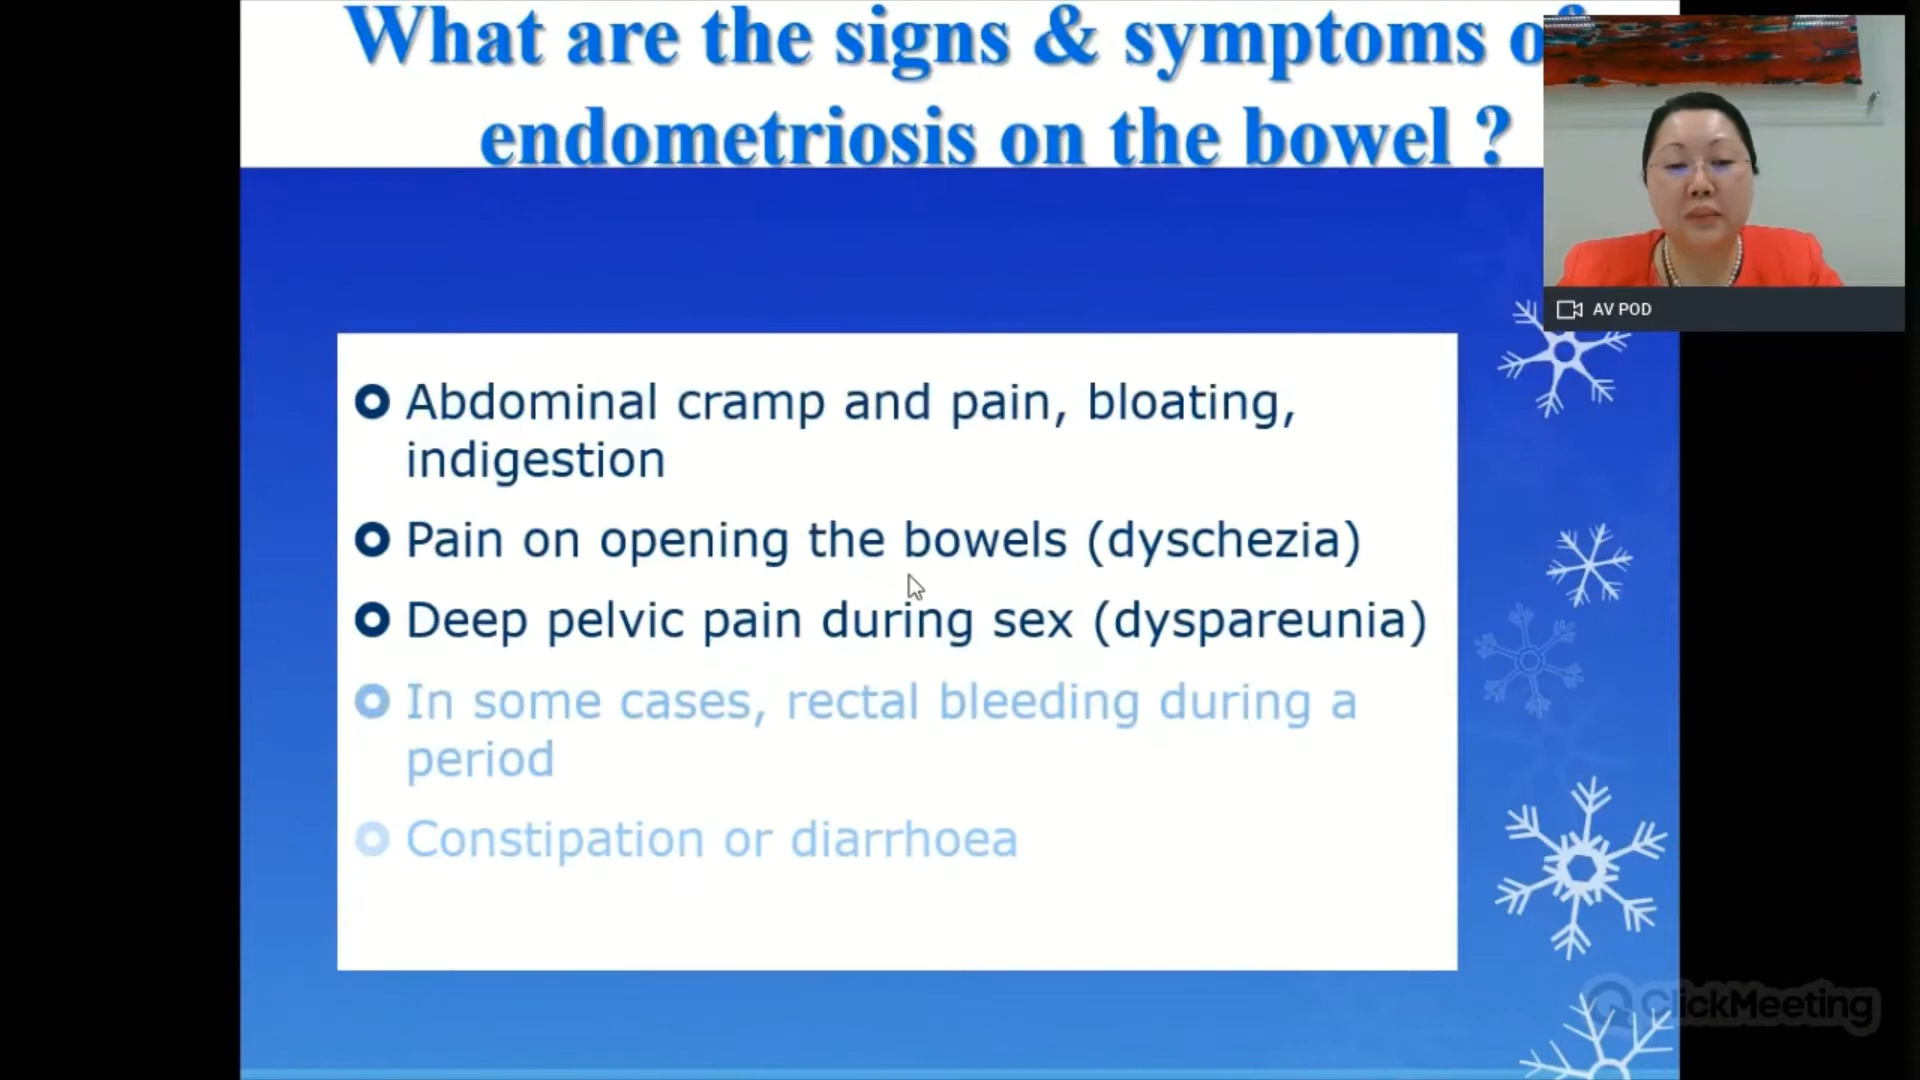 What are the signs & symptoms
endometriosis on the bowel ?
AV POD
Abdominal cramp and pain, bloating,
indigestion
Pain on opening the bowels (dyschezia)
Deep pelvic pain during sex (dyspareunia)
In some cases, rectal bleeding during a
period
Constipation or diarrhoea
ClickMeeting